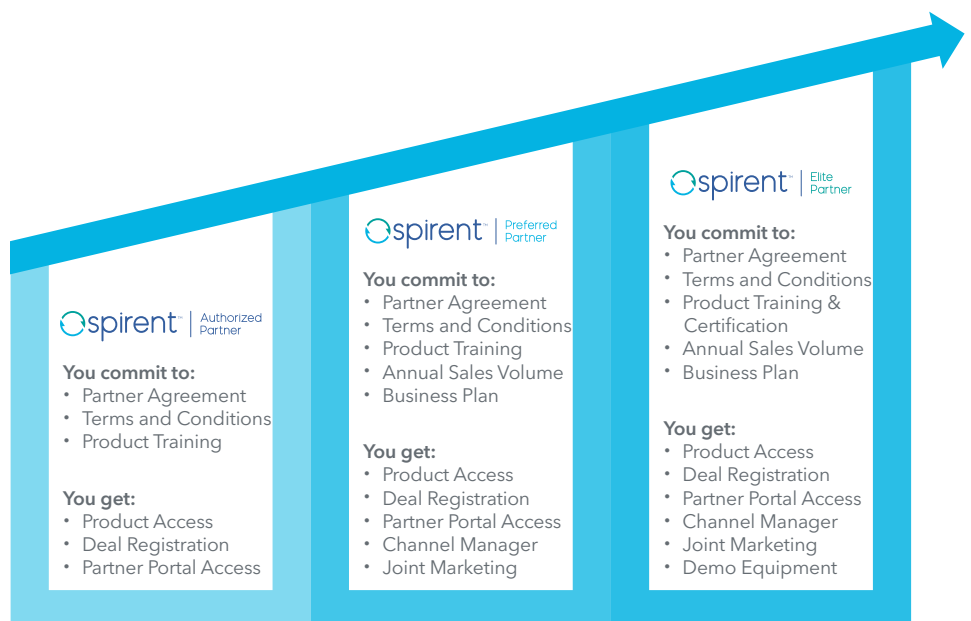 spirent™ | Authorized
Partner
You commit to:
• Partner Agreement
• Terms and Conditions
• Product Training
You get:
• Product Access
• Deal Registration
• Partner Portal Access
spirent™ | Preferred
Partner
You commit to:
• Partner Agreement
• Terms and Conditions
• Product Training
• Annual Sales Volume
• Business Plan
You get:
• Product Access
• Deal Registration
• Partner Portal Access
• Channel Manager
• Joint Marketing
spirent™ | Elite
Partner
You commit to:
• Partner Agreement
• Terms and Conditions
• Product Training &
Certification
• Annual Sales Volume
• Business Plan
You get:
• Product Access
• Deal Registration
• Partner Portal Access
• Channel Manager
• Joint Marketing
• Demo Equipment